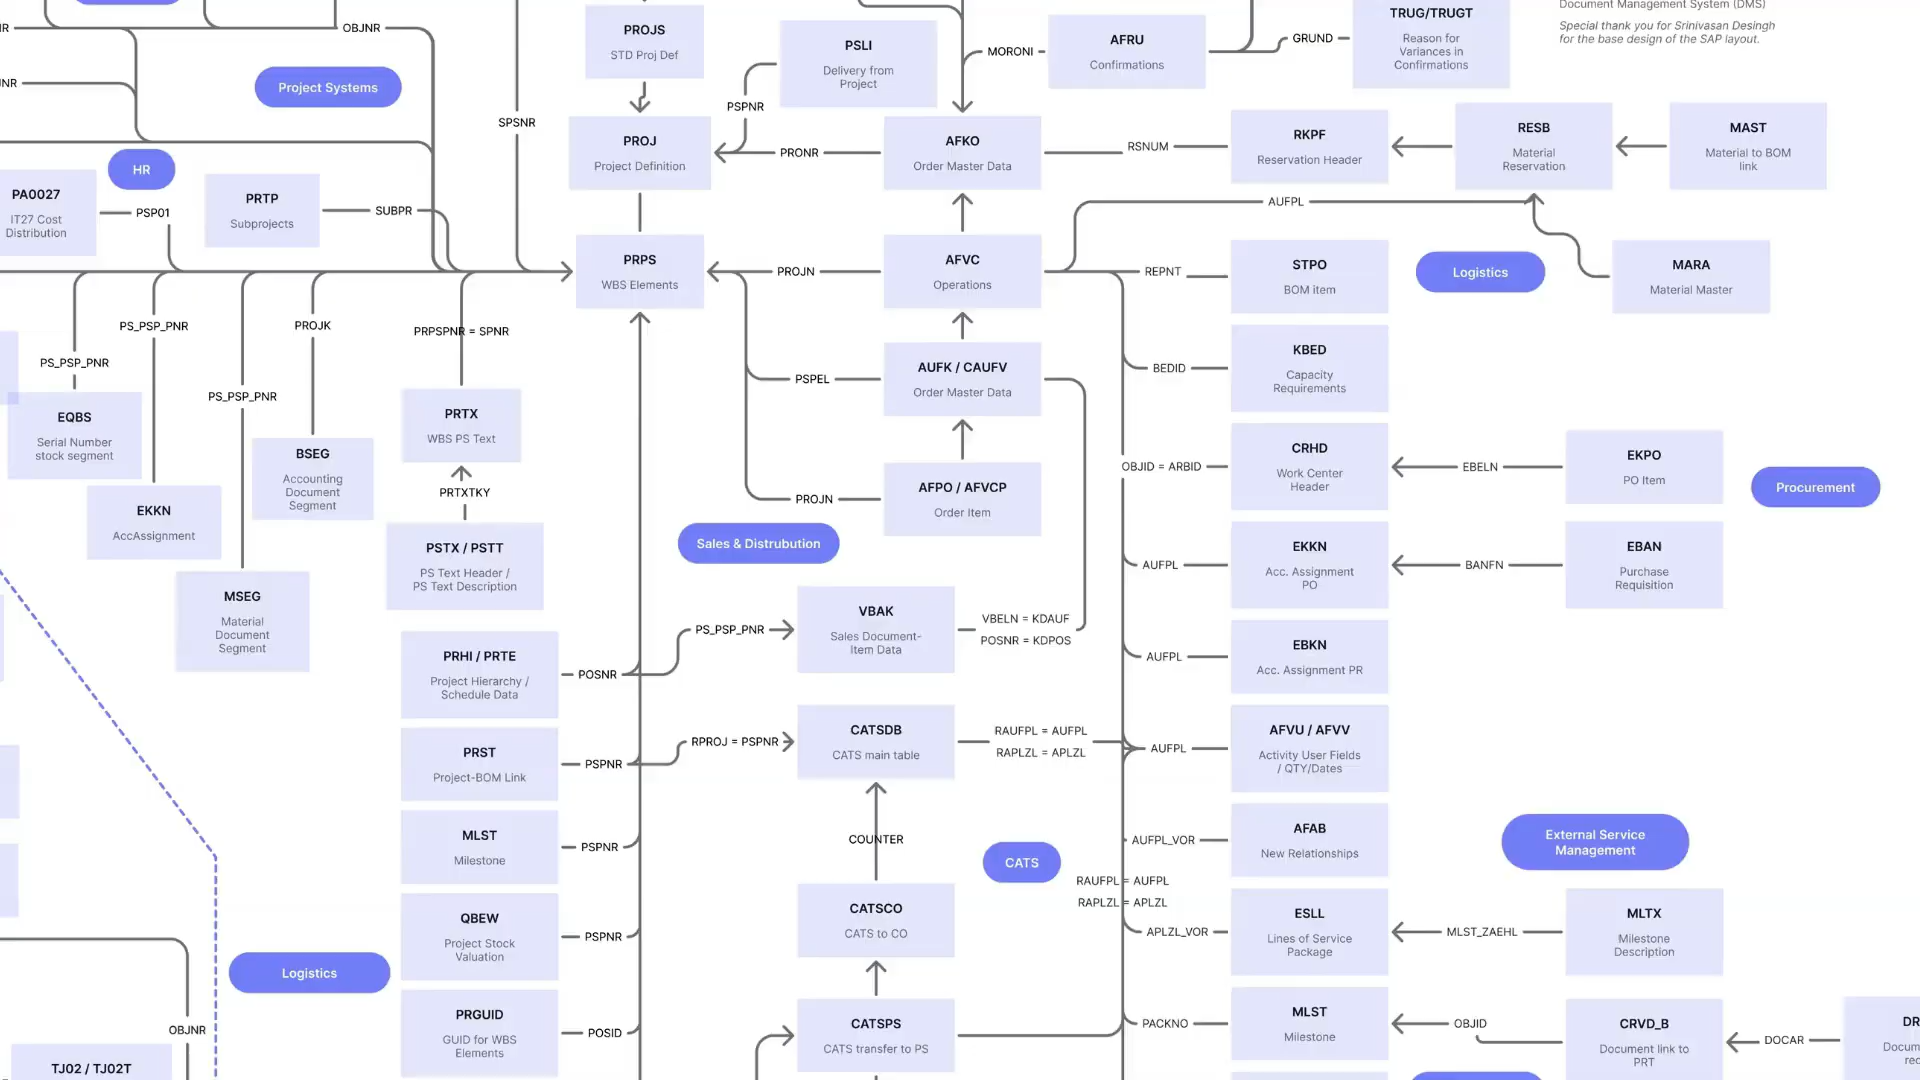 Document Management System (DMS)
Special thank you for Srinivasan Desingh
for the base design of the SAP layout.
OBJNR
PROJS
STD Proj Def
PSLI
Delivery from
Project
MORONI
AFRU
Confirmations
GRUND
TRUG/TRUGT
Reason for
Variances in
Confirmations
Project Systems
SPSNR
PSPNR
PROJ
Project Definition
PRONR
AFKO
Order Master Data
RSNUM
RKPF
Reservation Header
RESB
Material
Reservation
MAST
Material to BOM
link
HR
PA0027
IT27 Cost
Distribution
PSP01
PRTP
Subprojects
SUBPR
AUFPL
PRPS
WBS Elements
PROJN
AFVC
Operations
REPNT
STPO
BOM item
Logistics
MARA
Material Master
PS_PSP_PNR
PS_PSP_PNR
PS_PSP_PNR
PROJK
PRPSPNR = SPNR
PSPEL
AUFK / CAUFV
Order Master Data
BEDID
KBED
Capacity
Requirements
EQBS
Serial Number
stock segment
EKKN
AccAssignment
BSEG
Accounting
Document
Segment
PRTX
WBS PS Text
PRTXTKY
PROJN
AFPO / AFVCP
Order Item
OBJID = ARBID
CRHD
Work Center
Header
EBELN
EKPO
PO Item
Procurement
MSEG
Material
Document
Segment
PSTX / PSTT
PS Text Header /
PS Text Description
Sales & Distrubution
AUFPL
EKKN
Acc. Assignment
PO
BANFN
EBAN
Purchase
Requisition
PRHI / PRTE
Project Hierarchy /
Schedule Data
POSNR
PS_PSP_PNR
VBAK
Sales Document-
Item Data
VBELN = KDAUF
POSNR = KDPOS
AUFPL
EBKN
Acc. Assignment PR
PRST
Project-BOM Link
PSPNR
RPROJ = PSPNR
CATSDB
CATS main table
RAUFPL = AUFPL
RAPLZL = APLZL
AUFPL
AFVU / AFVV
Activity User Fields
/ QTY/Dates
MLST
Milestone
PSPNR
COUNTER
CATS
AUFPL_VOR
AFAB
New Relationships
External Service
Management
RAUFPL = AUFPL
RAPLZL = APLZL
QBEW
Project Stock
Valuation
PSPNR
CATSCO
CATS to CO
APLZL_VOR
ESLL
Lines of Service
Package
MLST_ZAEHL
MLTX
Milestone
Description
Logistics
PRGUID
GUID for WBS
Elements
POSID
CATSPS
CATS transfer to PS
PACKNO
MLST
Milestone
OBJID
CRVD_B
Document link to
PRT
DOCAR
OBJNR
TJ02 / TJ02T